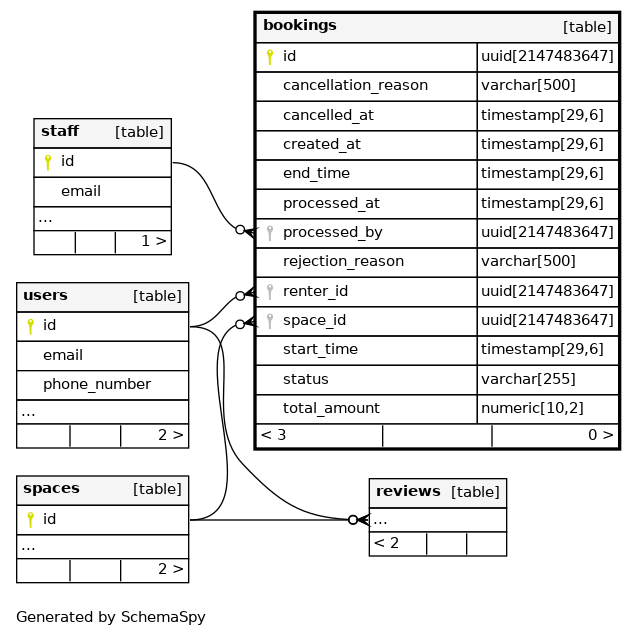 bookings [table]
id uuid[2147483647]
cancellation_reason varchar[500]
cancelled_at timestamp[29,6]
created_at timestamp[29,6]
end_time timestamp[29,6]
processed_at timestamp[29,6]
processed_by uuid[2147483647]
rejection_reason varchar[500]
renter_id uuid[2147483647]
space_id uuid[2147483647]
start_time timestamp[29,6]
status varchar[255]
total_amount numeric[10,2]
< 3 0 >
staff [table]
id
email
...
1 >
users [table]
id
email
phone_number
...
2 >
spaces [table]
id
...
2 >
reviews [table]
...
< 2
Generated by SchemaSpy